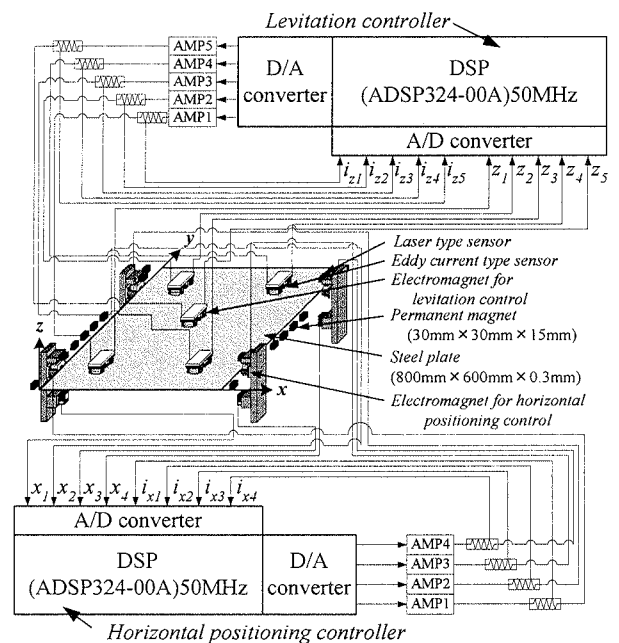 Levitation controller
AMP5
AMP4
AMP3
AMP2
AMP1
D/A
converter
DSP
(ADSP324-00A)50MHz
A/D converter
iz1 iz2 iz3 iz4 iz5 z1 z2 z3 z4 z5
y
z
x
Laser type sensor
Eddy current type sensor
Electromagnet for
levitation control
Permanent magnet
(30mm×30mm×15mm)
Steel plate
(800mm×600mm×0.3mm)
Electromagnet for horizontal
positioning control
x1 x2 x3 x4 ix1 ix2 ix3 ix4
A/D converter
DSP
(ADSP324-00A)50MHz
D/A
converter
AMP4
AMP3
AMP2
AMP1
Horizontal positioning controller